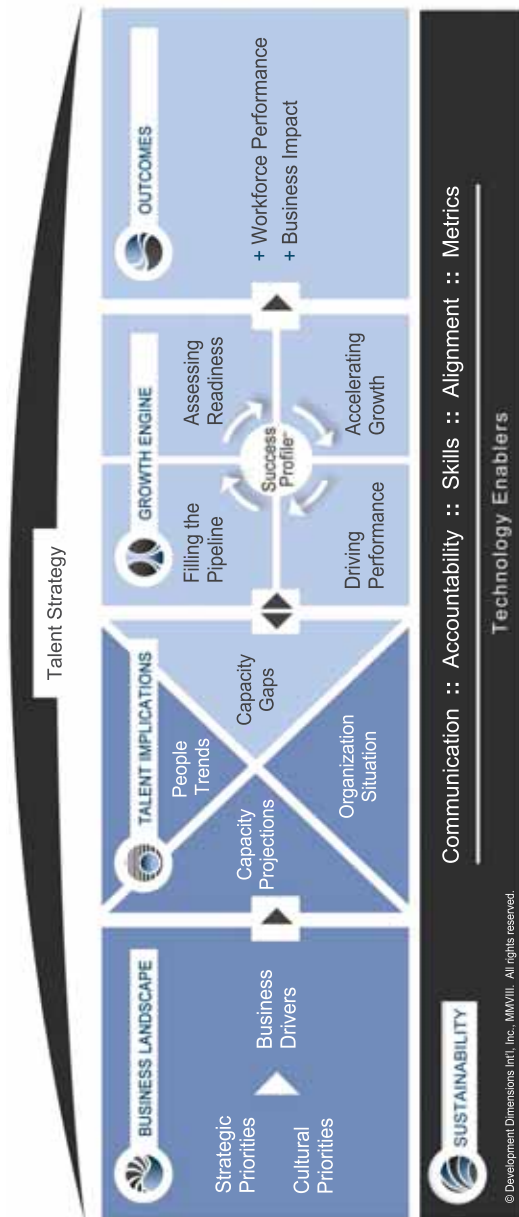 Talent Strategy
BUSINESS LANDSCAPE
Strategic
Priorities
Cultural
Priorities
Business
Drivers
TALENT IMPLICATIONS
People
Trends
Capacity
Projections
Capacity
Gaps
Organization
Situation
GROWTH ENGINE
Filling the
Pipeline
Assessing
Readiness
Success
Profile℠
Driving
Performance
Accelerating
Growth
OUTCOMES
+ Workforce Performance
+ Business Impact
SUSTAINABILITY
Communication :: Accountability :: Skills :: Alignment :: Metrics
Technology Enablers
© Development Dimensions Int'l, Inc., MMVIII. All rights reserved.